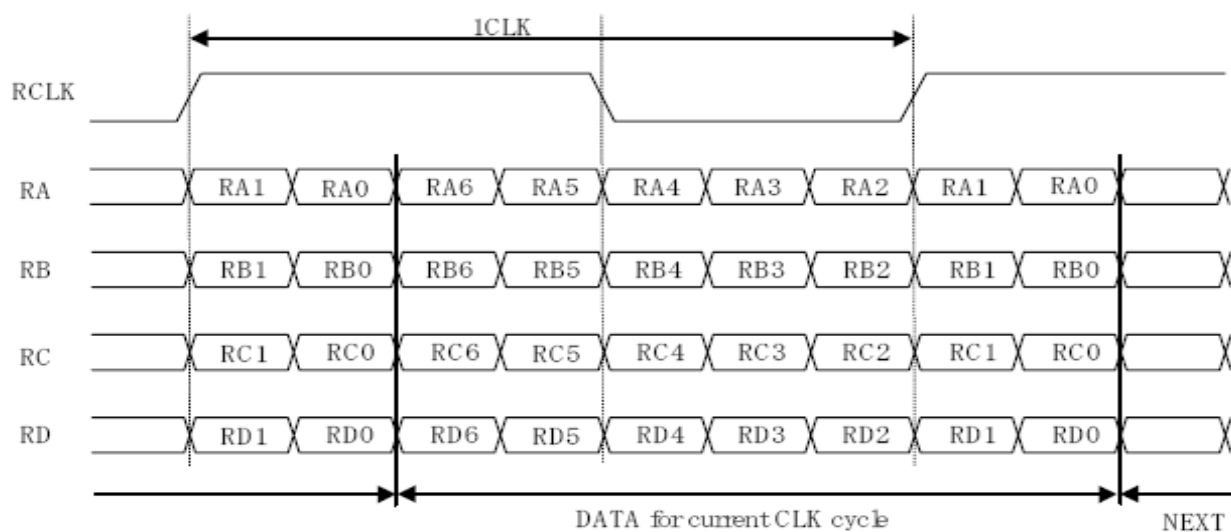 1CLK
RCLK
RA RA1 RA0 RA6 RA5 RA4 RA3 RA2 RA1 RA0
RB RB1 RB0 RB6 RB5 RB4 RB3 RB2 RB1 RB0
RC RC1 RC0 RC6 RC5 RC4 RC3 RC2 RC1 RC0
RD RD1 RD0 RD6 RD5 RD4 RD3 RD2 RD1 RD0
DATA for current CLK cycle NEXT